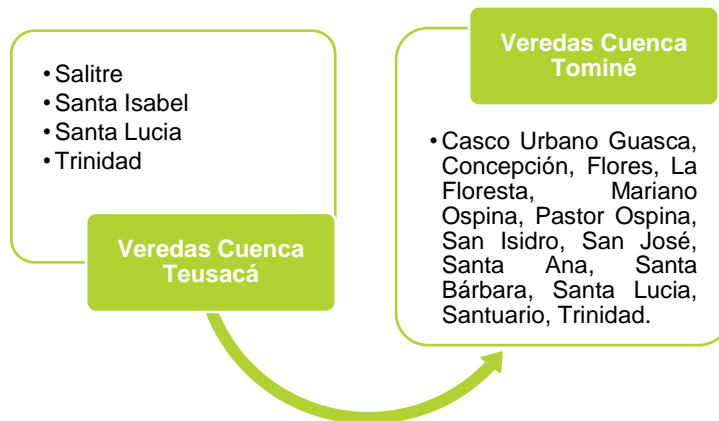 • Salitre
• Santa Isabel
• Santa Lucia
• Trinidad
Veredas Cuenca
Teusacá
Veredas Cuenca
Tominé
• Casco Urbano Guasca,
Concepción, Flores, La
Floresta, Mariano
Ospina, Pastor Ospina,
San Isidro, San José,
Santa Ana, Santa
Bárbara, Santa Lucia,
Santuario, Trinidad.